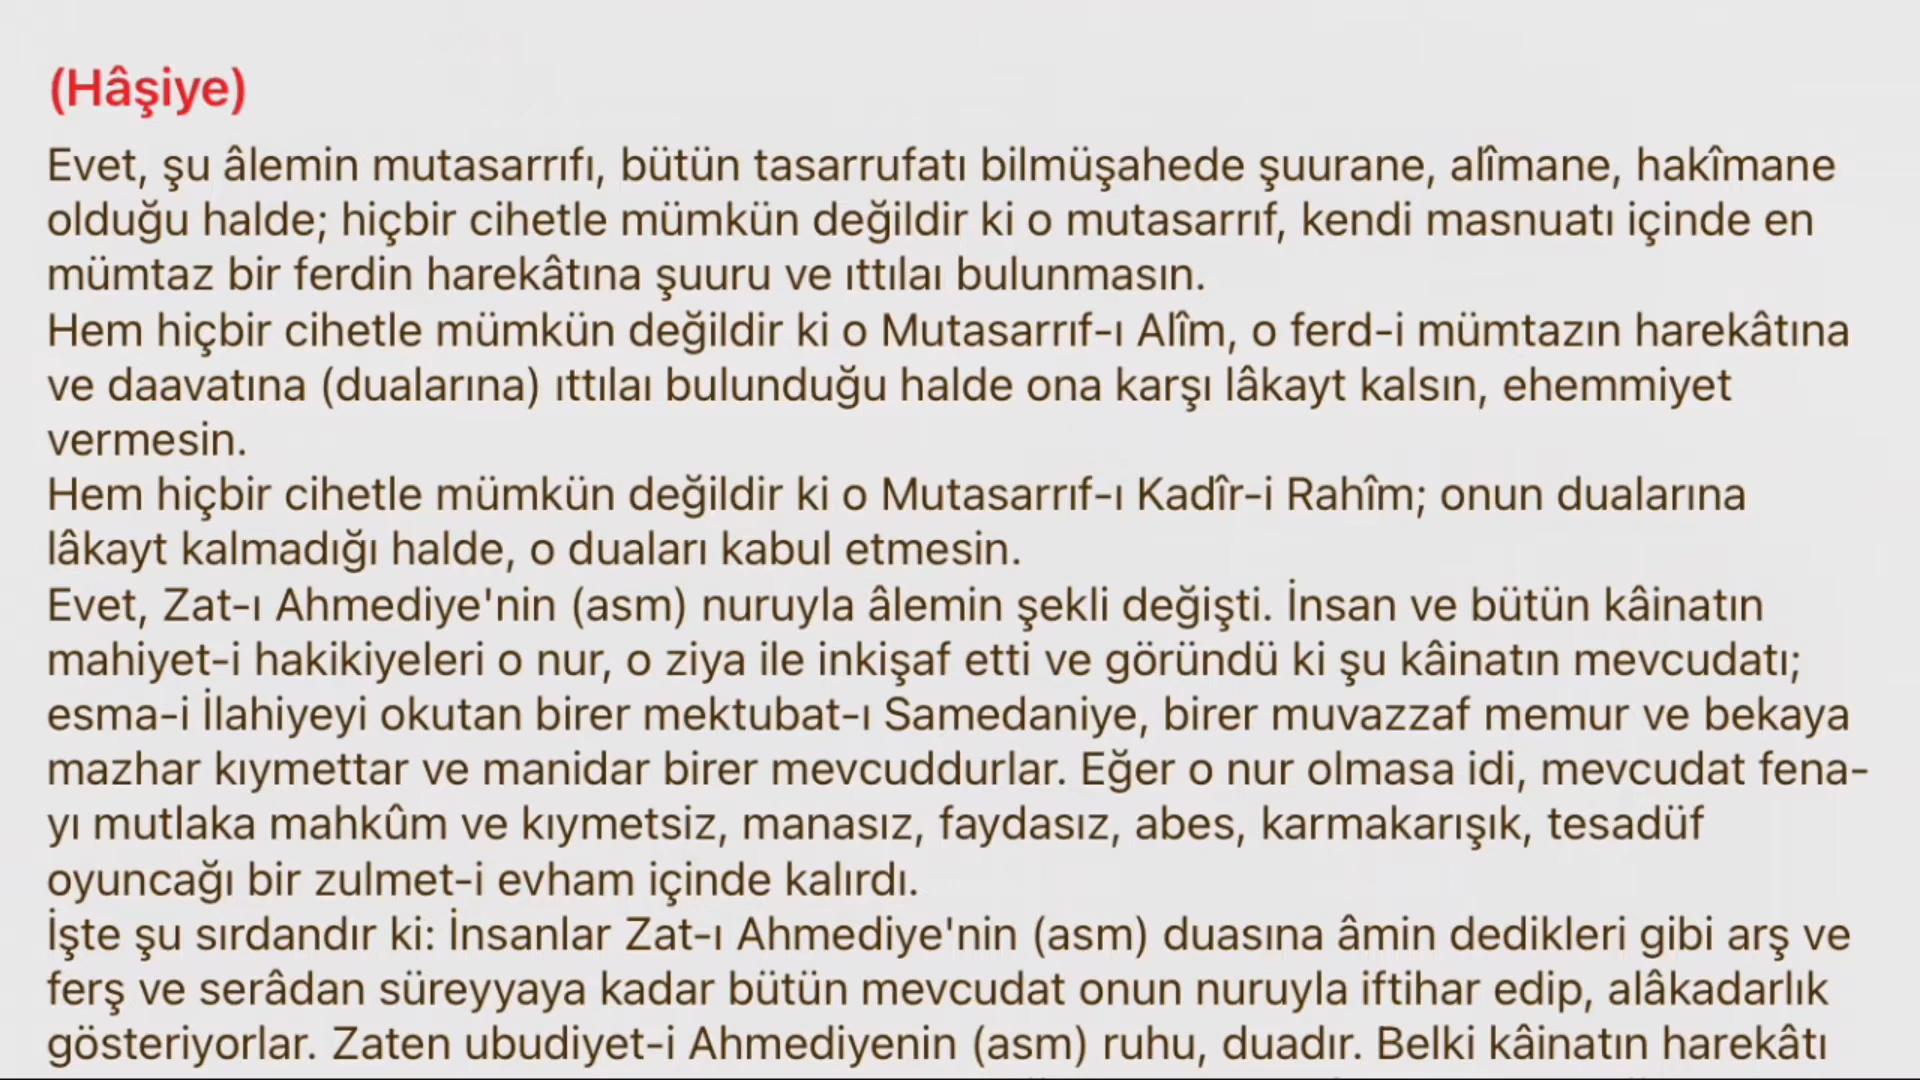 (Hâşiye)
Evet, şu âlemin mutasarrıfı, bütün tasarrufatı bilmüşahede şuurane, alîmane, hakîmane
olduğu halde; hiçbir cihetle mümkün değildir ki o mutasarrıf, kendi masnuatı içinde en
mümtaz bir ferdin harekâtına şuuru ve ıttılaı bulunmasın.
Hem hiçbir cihetle mümkün değildir ki o Mutasarrıf-ı Alîm, o ferd-i mümtazın harekâtına
ve daavatına (dualarına) ıttılaı bulunduğu halde ona karşı lâkayt kalsın, ehemmiyet
vermesin.
Hem hiçbir cihetle mümkün değildir ki o Mutasarrıf-ı Kadîr-i Rahîm; onun dualarına
lâkayt kalmadığı halde, o duaları kabul etmesin.
Evet, Zat-ı Ahmediye'nin (asm) nuruyla âlemin şekli değişti. İnsan ve bütün kâinatın
mahiyet-i hakikiyeleri o nur, o ziya ile inkişaf etti ve göründü ki şu kâinatın mevcudatı;
esma-i İlahiyeyi okutan birer mektubat-ı Samedaniye, birer muvazzaf memur ve bekaya
mazhar kıymettar ve manidar birer mevcuddurlar. Eğer o nur olmasa idi, mevcudat fena-
yı mutlaka mahkûm ve kıymetsiz, manasız, faydasız, abes, karmakarışık, tesadüf
oyuncağı bir zulmet-i evham içinde kalırdı.
İşte şu sırdandır ki: İnsanlar Zat-ı Ahmediye'nin (asm) duasına âmin dedikleri gibi arş ve
ferş ve serâdan süreyyaya kadar bütün mevcudat onun nuruyla iftihar edip, alâkadarlık
gösteriyorlar. Zaten ubudiyet-i Ahmediyenin (asm) ruhu, duadır. Belki kâinatın harekâtı